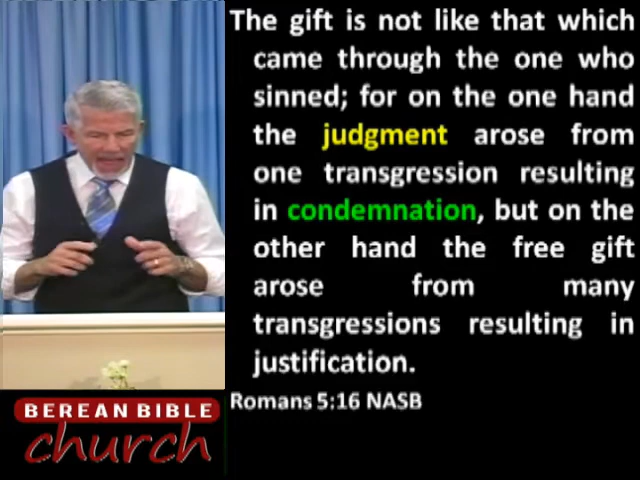 The gift is not like that which
came through the one who
sinned; for on the one hand
the judgment arose from
one transgression resulting
in condemnation, but on the
other hand the free gift
arose from many
transgressions resulting in
justification.
Romans 5:16 NASB
BEREAN BIBLE
church